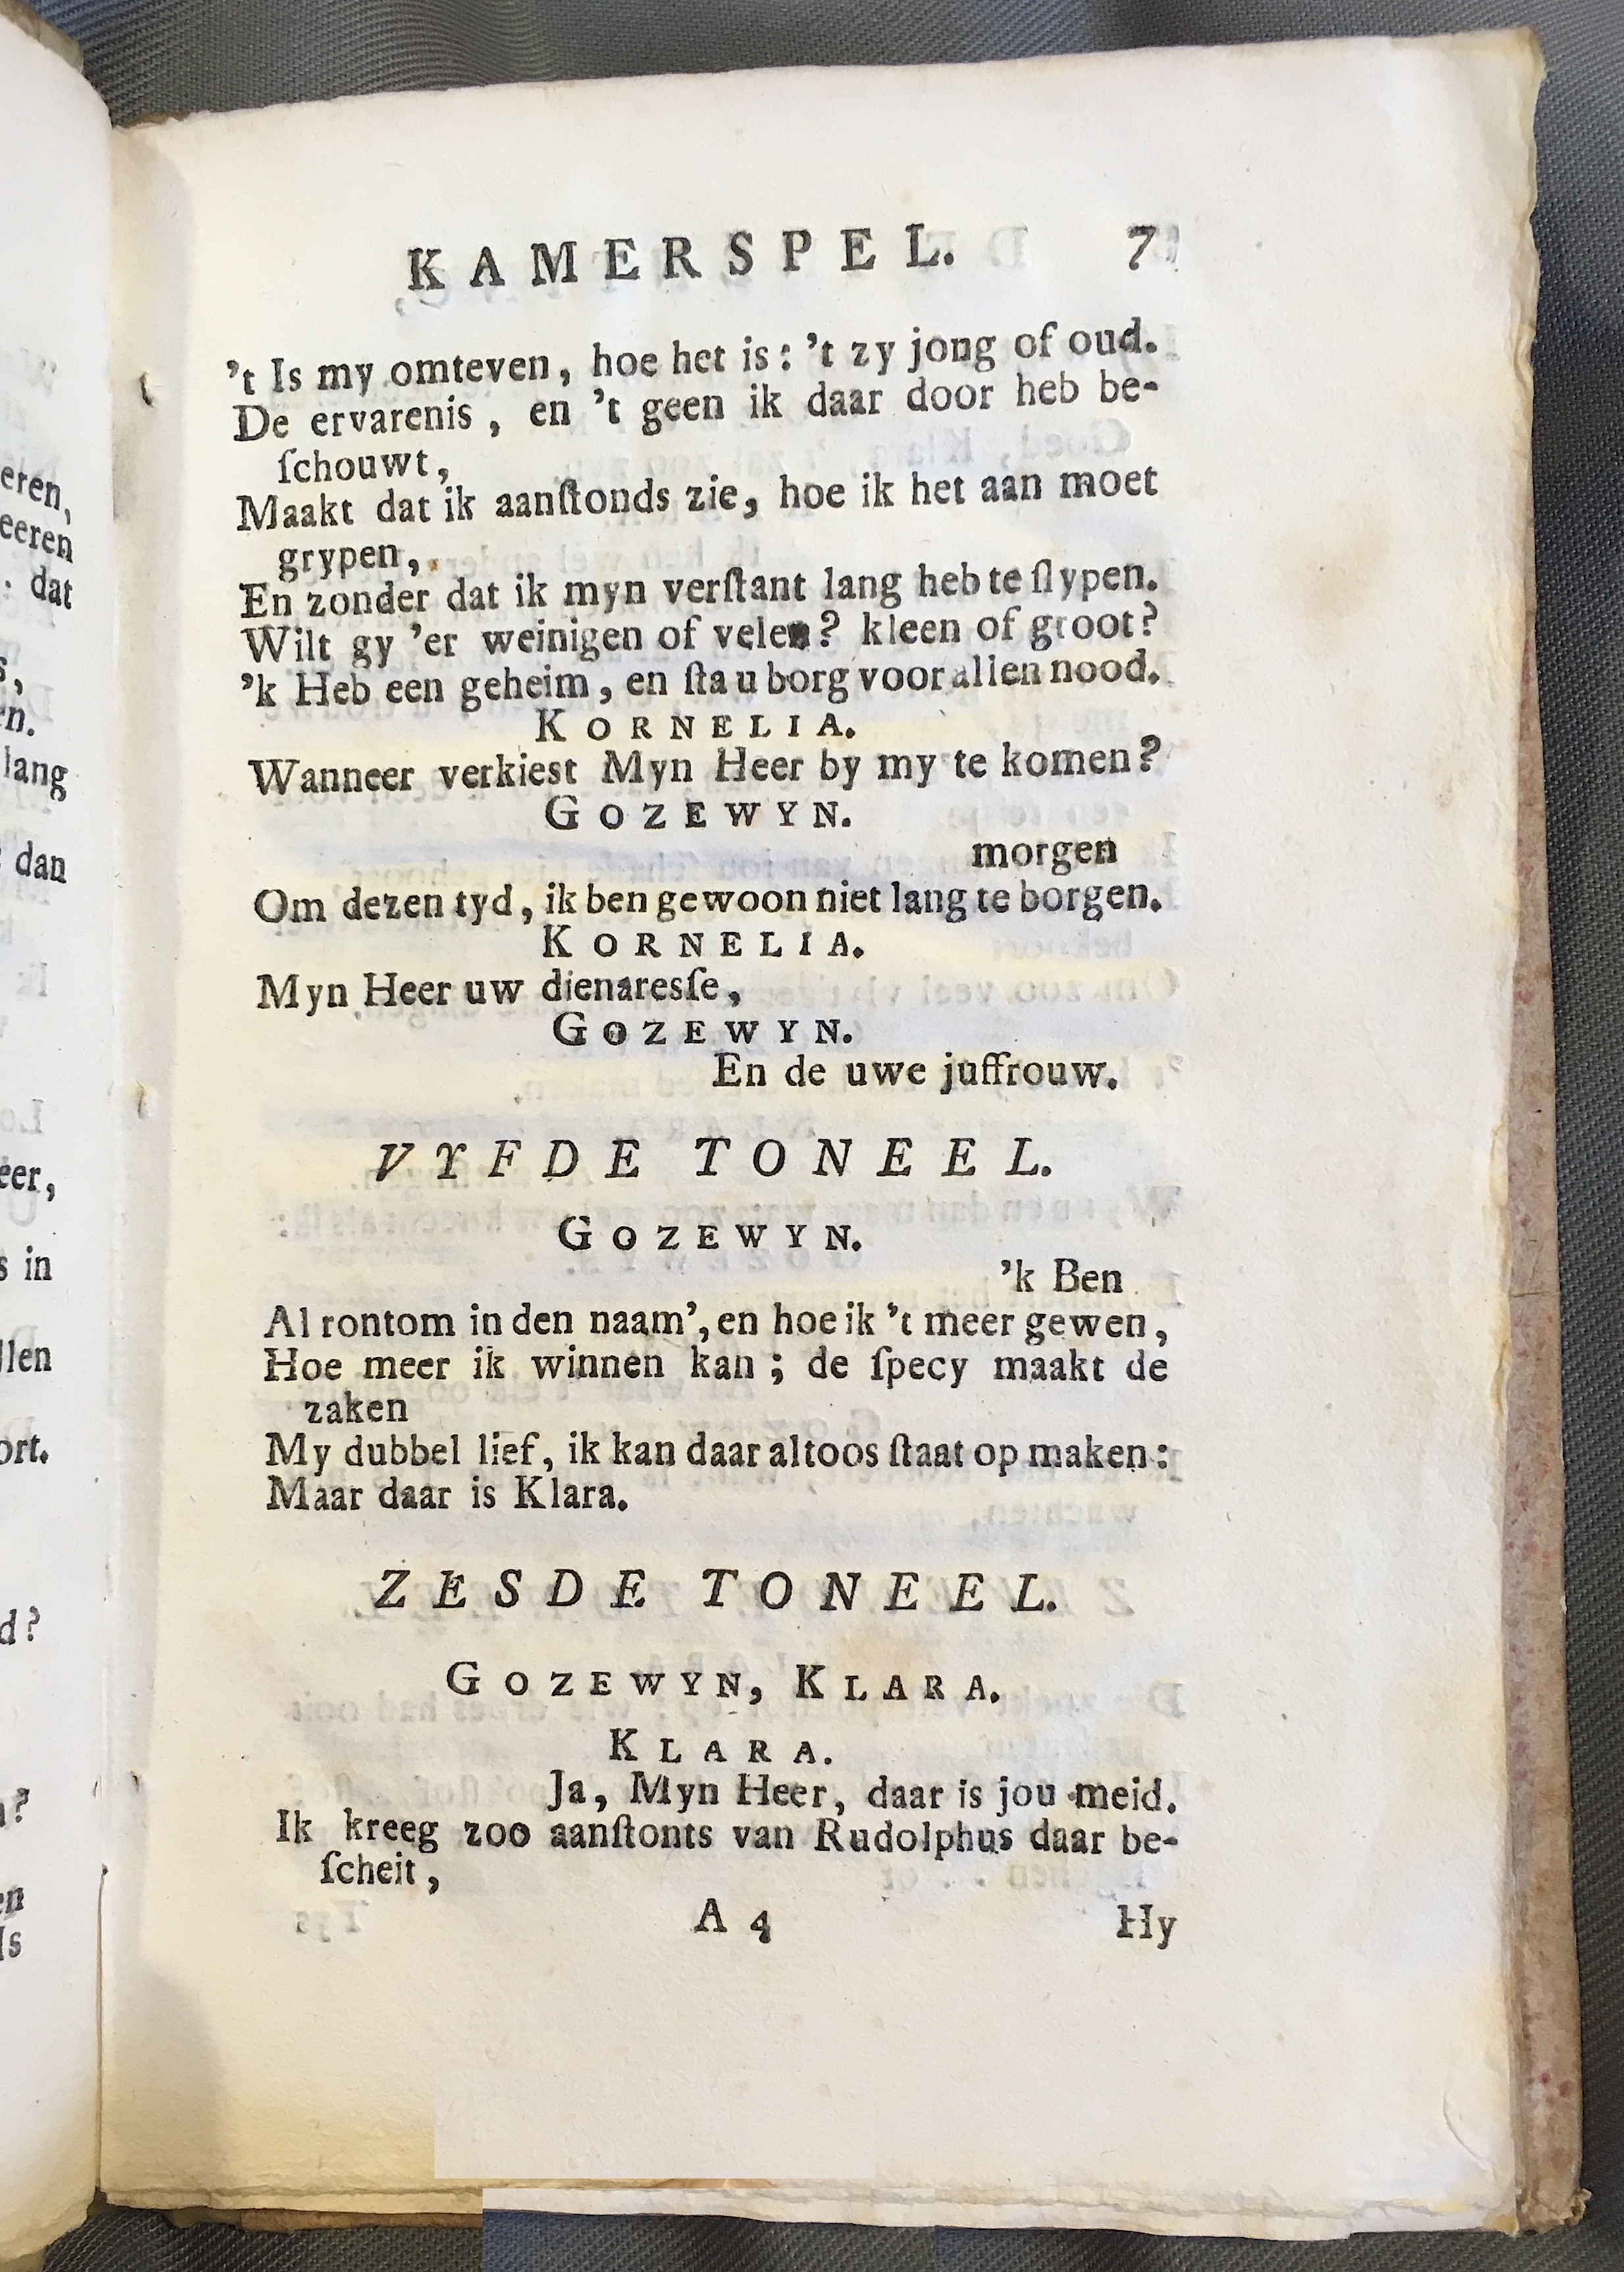 KAMERSPEL. 7
't Is my omteven, hoe het is: 't zy jong of oud.
De ervarenis, en 't geen ik daar door heb be-
ſchouwt,
Maakt dat ik aanſtonds zie, hoe ik het aan moet
grypen,
En zonder dat ik myn verſtant lang heb te ſlypen.
Wilt gy 'er weinigen of velen? kleen of groot?
'k Heb een geheim, en ſta u borg voor allen nood.
KORNELIA.
Wanneer verkiest Myn Heer by my te komen?
GOZEWYN.
morgen
Om dezen tyd, ik ben gewoon niet lang te borgen.
KORNELIA.
Myn Heer uw dienaresſe,
GOZEWYN.
En de uwe juffrouw.
VYFDE TONEEL.
GOZEWYN.
'k Ben
Al rontom in den naam', en hoe ik 't meer gewen,
Hoe meer ik winnen kan; de ſpecy maakt de
zaken
My dubbel lief, ik kan daar altoos ſtaat op maken:
Maar daar is Klara.
ZESDE TONEEL.
GOZEWYN, KLARA.
KLARA.
Ja, Myn Heer, daar is jou meid.
Ik kreeg zoo aanſtonts van Rudolphus daar be-
ſcheit,
A 4 Hy